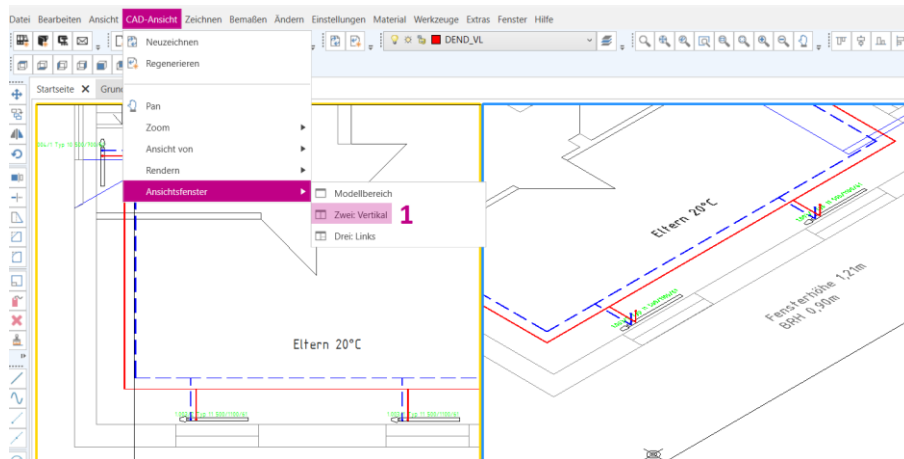 Datei Bearbeiten Ansicht CAD-Ansicht Zeichnen Bemaßen Ändern Einstellungen Material Werkzeuge Extras Fenster Hilfe
DEND_VL
Neuzeichnen
Regenerieren
Startseite
Pan
Zoom
Ansicht von
Rendern
Ansichtsfenster
Modellbereich
Zwei: Vertikal
1
Drei: Links
Eltern 20°C
Eltern 20°C
Fensterhöhe 1,21m
BRH 0,90m